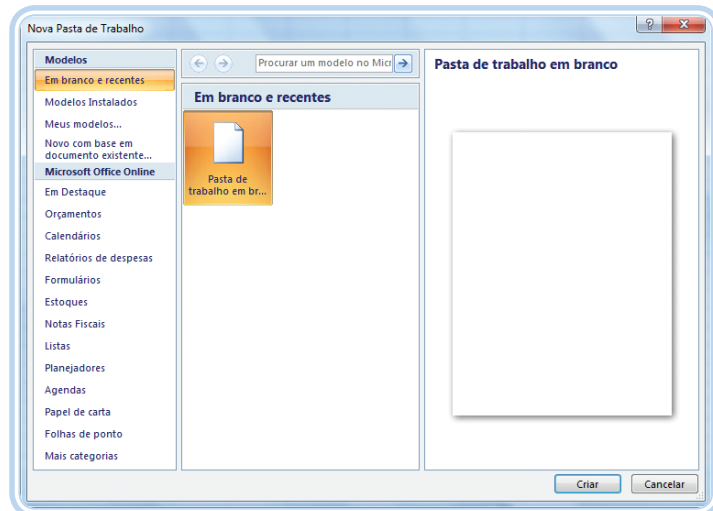 Nova Pasta de Trabalho
Modelos
Em branco e recentes
Modelos Instalados
Meus modelos...
Novo com base em
documento existente...
Microsoft Office Online
Em Destaque
Orçamentos
Calendários
Relatórios de despesas
Formulários
Estoques
Notas Fiscais
Listas
Planejadores
Agendas
Papel de carta
Folhas de ponto
Mais categorias
Procurar um modelo no Micr
Em branco e recentes
Pasta de
trabalho em br...
Pasta de trabalho em branco
Criar
Cancelar